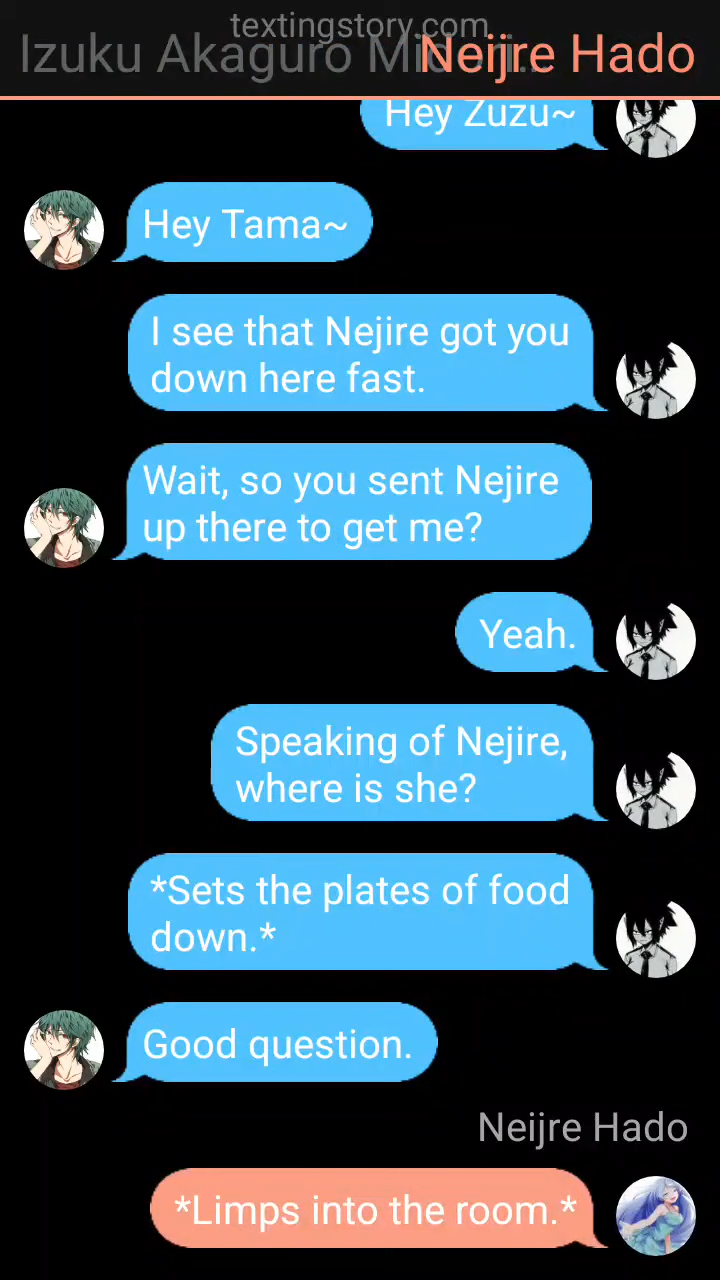 textingstory.com
Izuku Akaguro Mi
Neijre Hado
Hey Zuzu~
Hey Tama~
I see that Nejire got you
down here fast.
Wait, so you sent Nejire
up there to get me?
Yeah.
Speaking of Nejire,
where is she?
*Sets the plates of food
down.*
Good question.
Neijre Hado
*Limps into the room.*